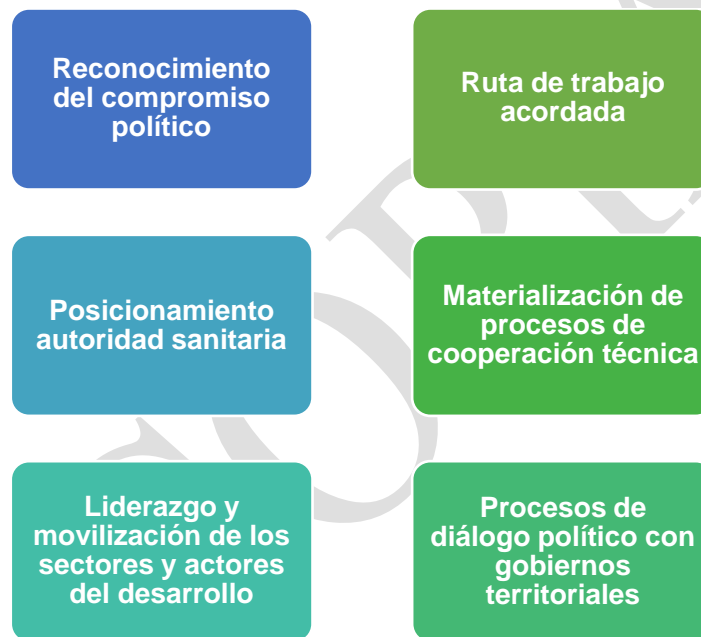 Reconocimiento
del compromiso
político
Ruta de trabajo
acordada
Posicionamiento
autoridad sanitaria
Materialización de
procesos de
cooperación técnica
Liderazgo y
movilización de los
sectores y actores
del desarrollo
Procesos de
diálogo político con
gobiernos
territoriales